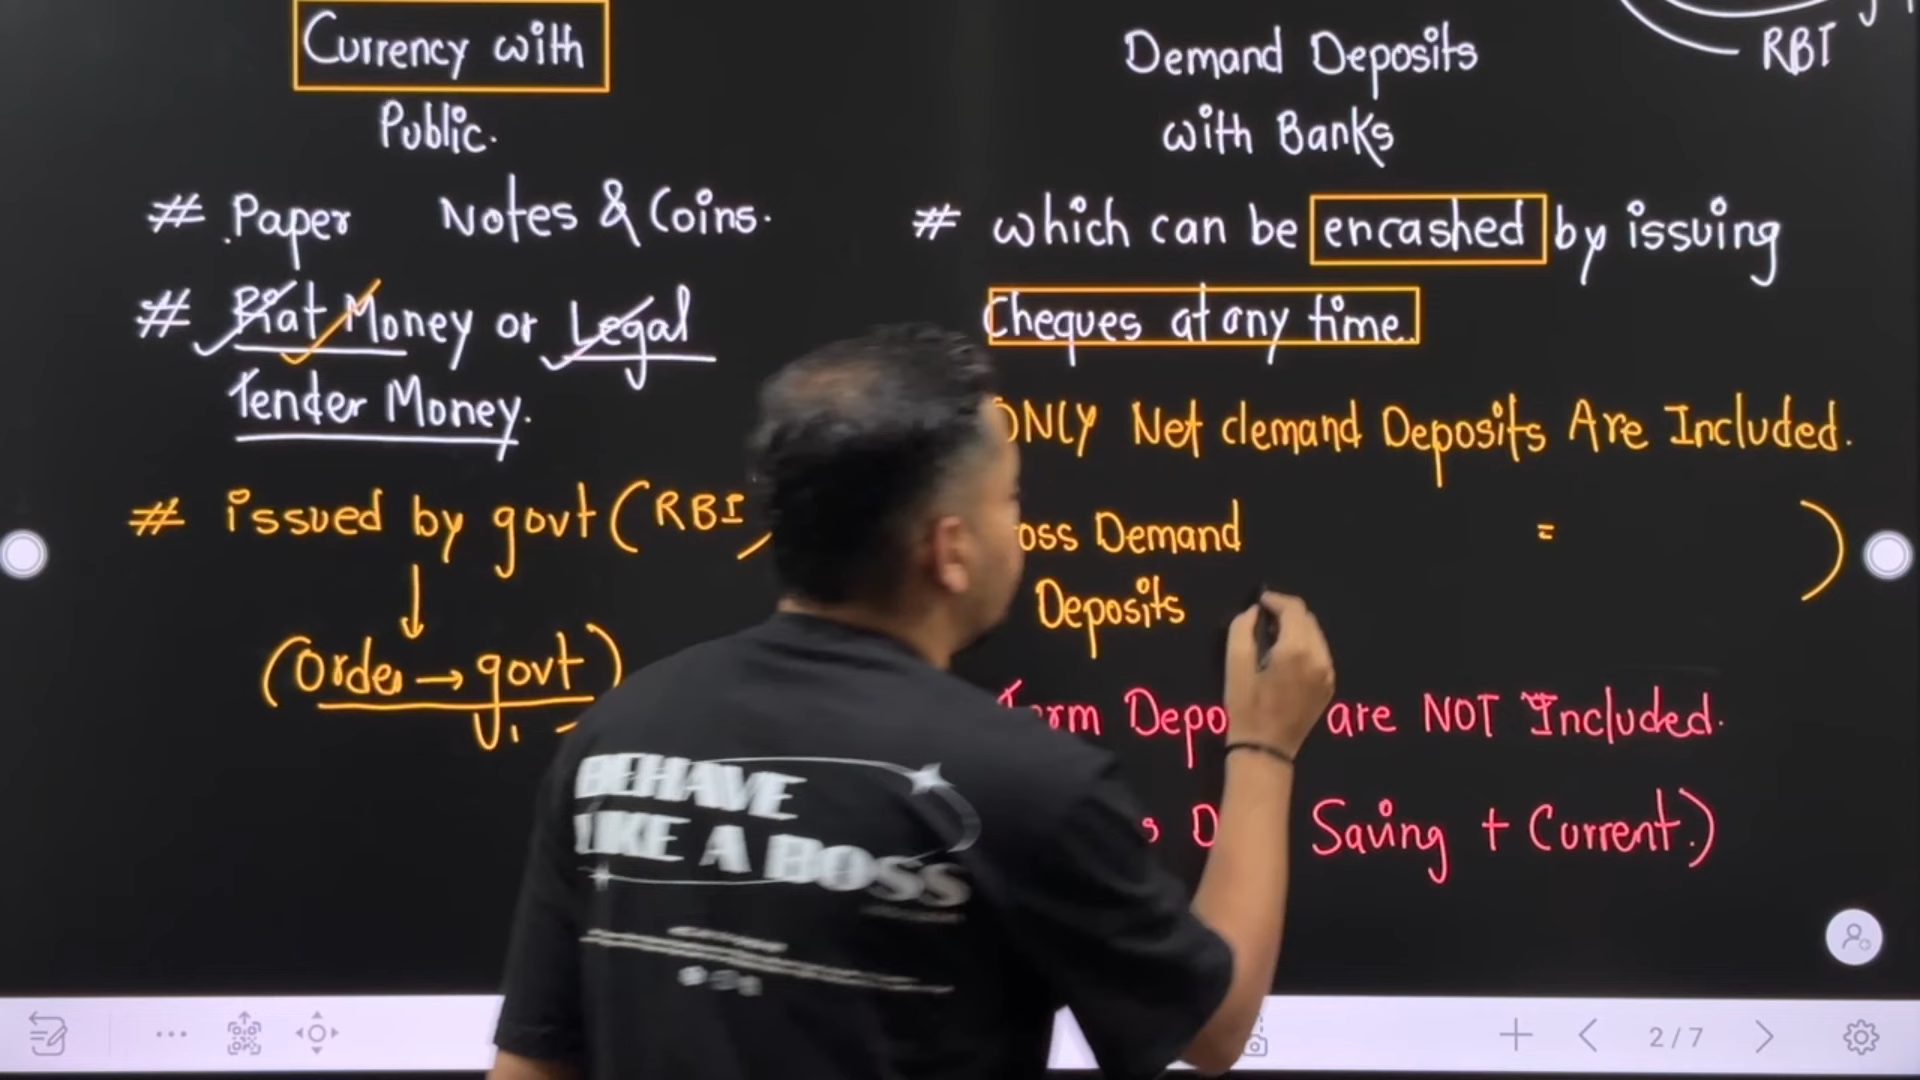 Currency with
Public.
# Paper Notes & Coins.
# Fiat Money or Legal
Tender Money.
# issued by govt (RBI)
(Order → govt)
RBI
Demand Deposits
with Banks
# which can be encashed by issuing
Cheques at any time.
ONLY Net demand Deposits Are Included.
Demand = )
Deposits
are NOT Included.
Saving + Current.)
BEHAVE
LIKE A BOSS
2/7